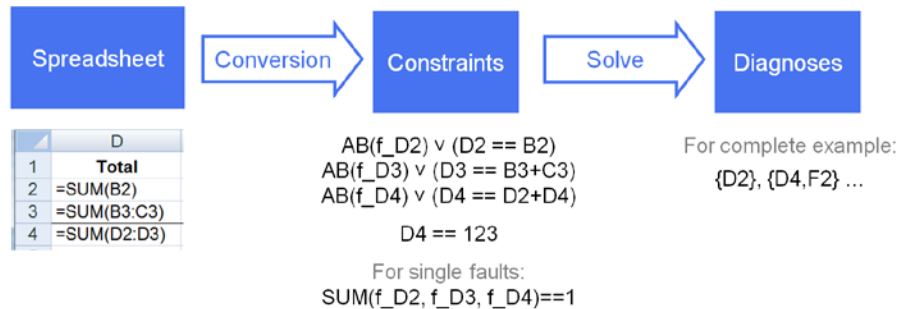 Spreadsheet
Conversion
Constraints
Solve
Diagnoses
D
1 Total
2 =SUM(B2)
3 =SUM(B3:C3)
4 =SUM(D2:D3)
AB(f_D2) ∨ (D2 == B2)
AB(f_D3) ∨ (D3 == B3+C3)
AB(f_D4) ∨ (D4 == D2+D4)
D4 == 123
For single faults:
SUM(f_D2, f_D3, f_D4)==1
For complete example:
{D2}, {D4,F2} ...